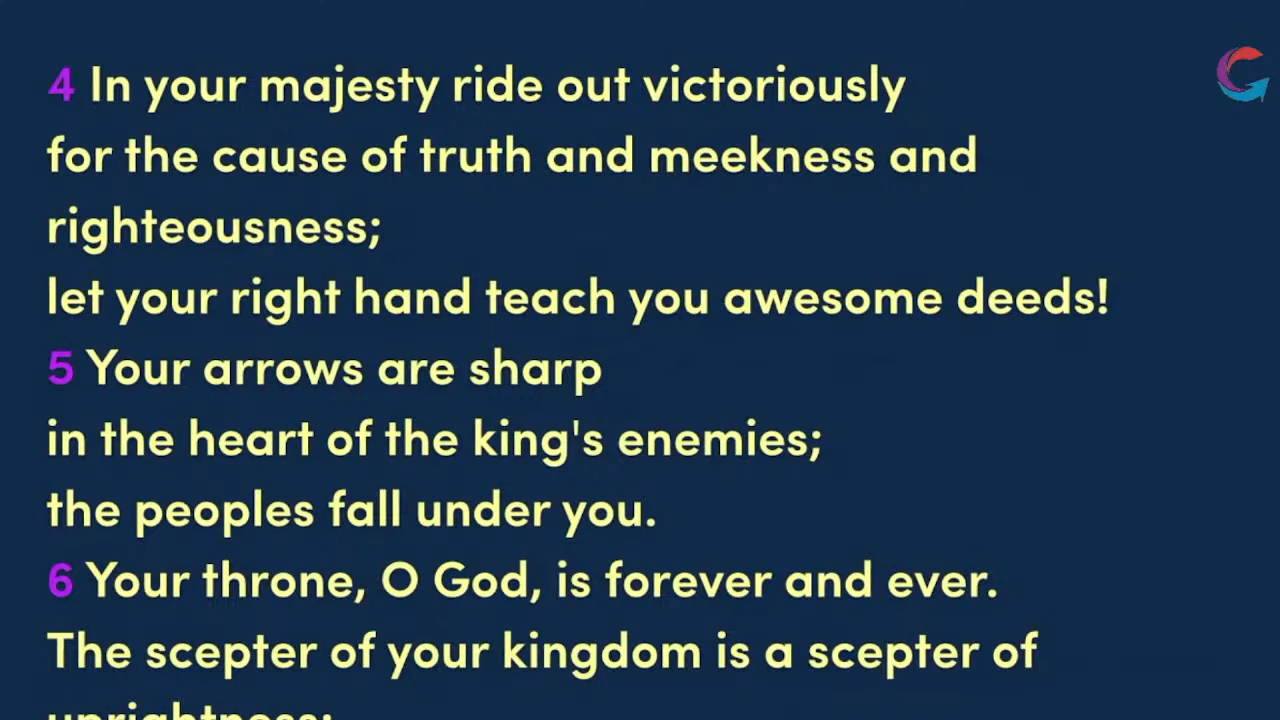 4 In your majesty ride out victoriously
for the cause of truth and meekness and
righteousness;
let your right hand teach you awesome deeds!
5 Your arrows are sharp
in the heart of the king's enemies;
the peoples fall under you.
6 Your throne, O God, is forever and ever.
The scepter of your kingdom is a scepter of
uprightness;